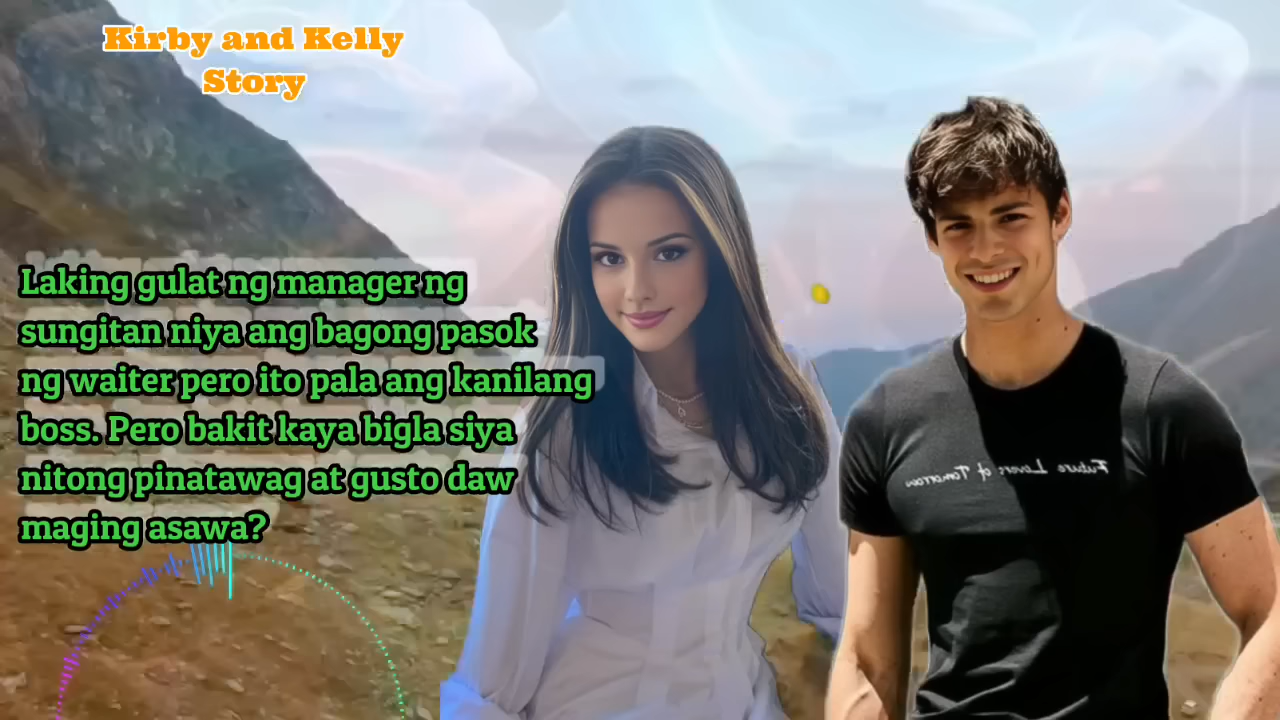 Kirby and Kelly
Story
Laking gulat ng manager ng
sungitan niya ang bagong pasok
ng waiter pero ito pala ang kanilang
boss. Pero bakit kaya bigla siya
nitong pinatawag at gusto daw
maging asawa?
Future Lovers of Tomorrow